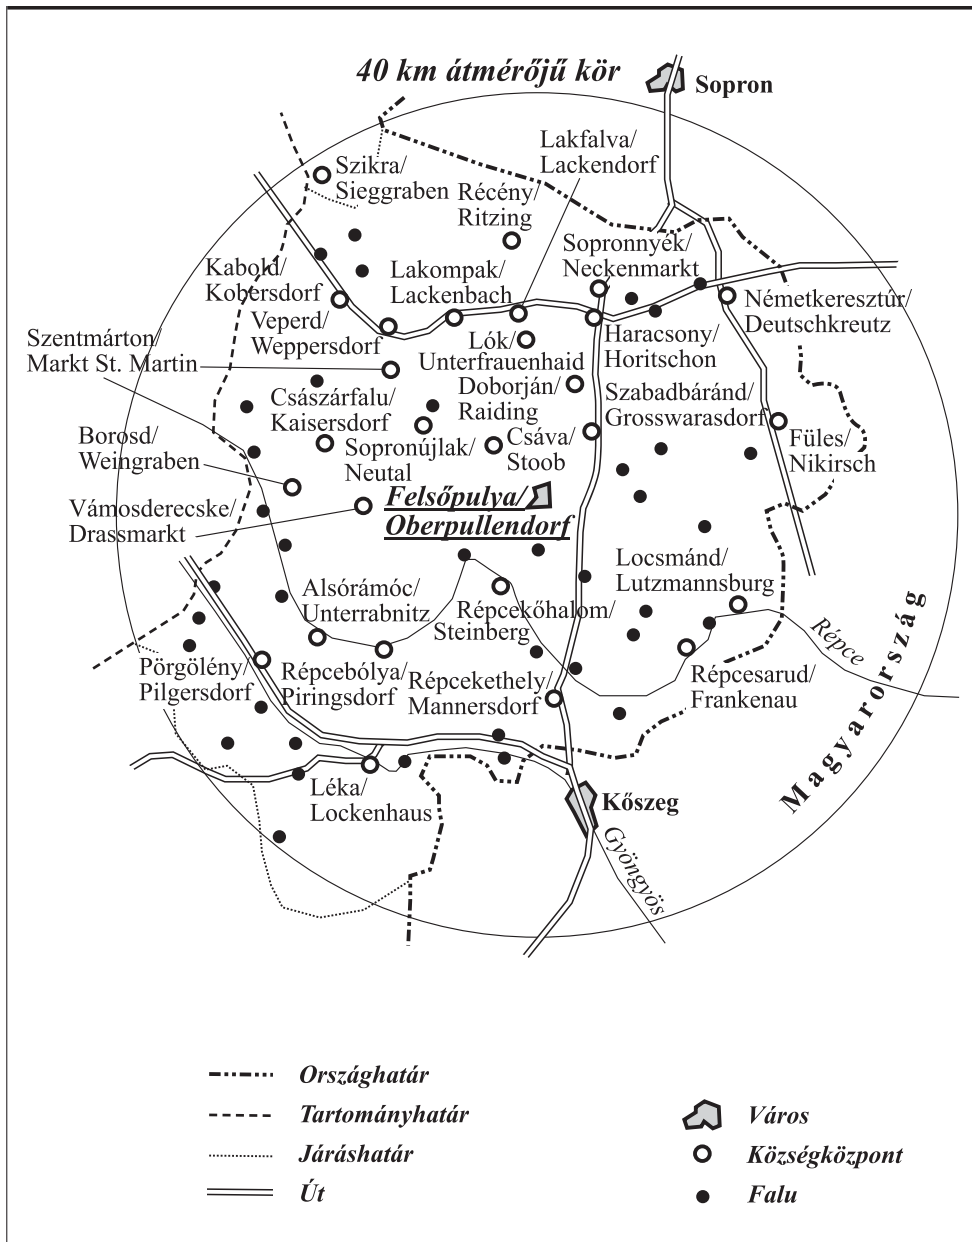 40 km átmérőjű kör
Sopron
Lakfalva/
Lackendorf
Szikra/
Sieggraben
Récény/
Ritzing
Sopronnyék/
Neckenmarkt
Kabold/
Kobersdorf
Lakompak/
Lackenbach
Németkeresztúr/
Deutschkreutz
Veperd/
Weppersdorf
Szentmárton/
Markt St. Martin
Lók/
Unterfrauenhaid
Haracsony/
Horitschon
Doborján/
Raiding
Szabadbáránd/
Grosswarasdorf
Császárfalu/
Kaisersdorf
Borosd/
Weingraben
Sopronújlak/
Neutal
Csáva/
Stoob
Füles/
Nikirsch
Vámosderecske/
Drassmarkt
Felsőpulya/
Oberpullendorf
Locsmánd/
Lutzmannsburg
Alsórámóc/
Unterrabnitz
Répcekőhalom/
Steinberg
Répce
Magyarország
Pörgölény/
Pilgersdorf
Répcebólya/
Piringsdorf
Répcekethely/
Mannersdorf
Répcesarud/
Frankenau
Léka/
Lockenhaus
Kőszeg
Gyöngyös
Országhatár
Tartományhatár
Járáshatár
Út
Város
Községközpont
Falu